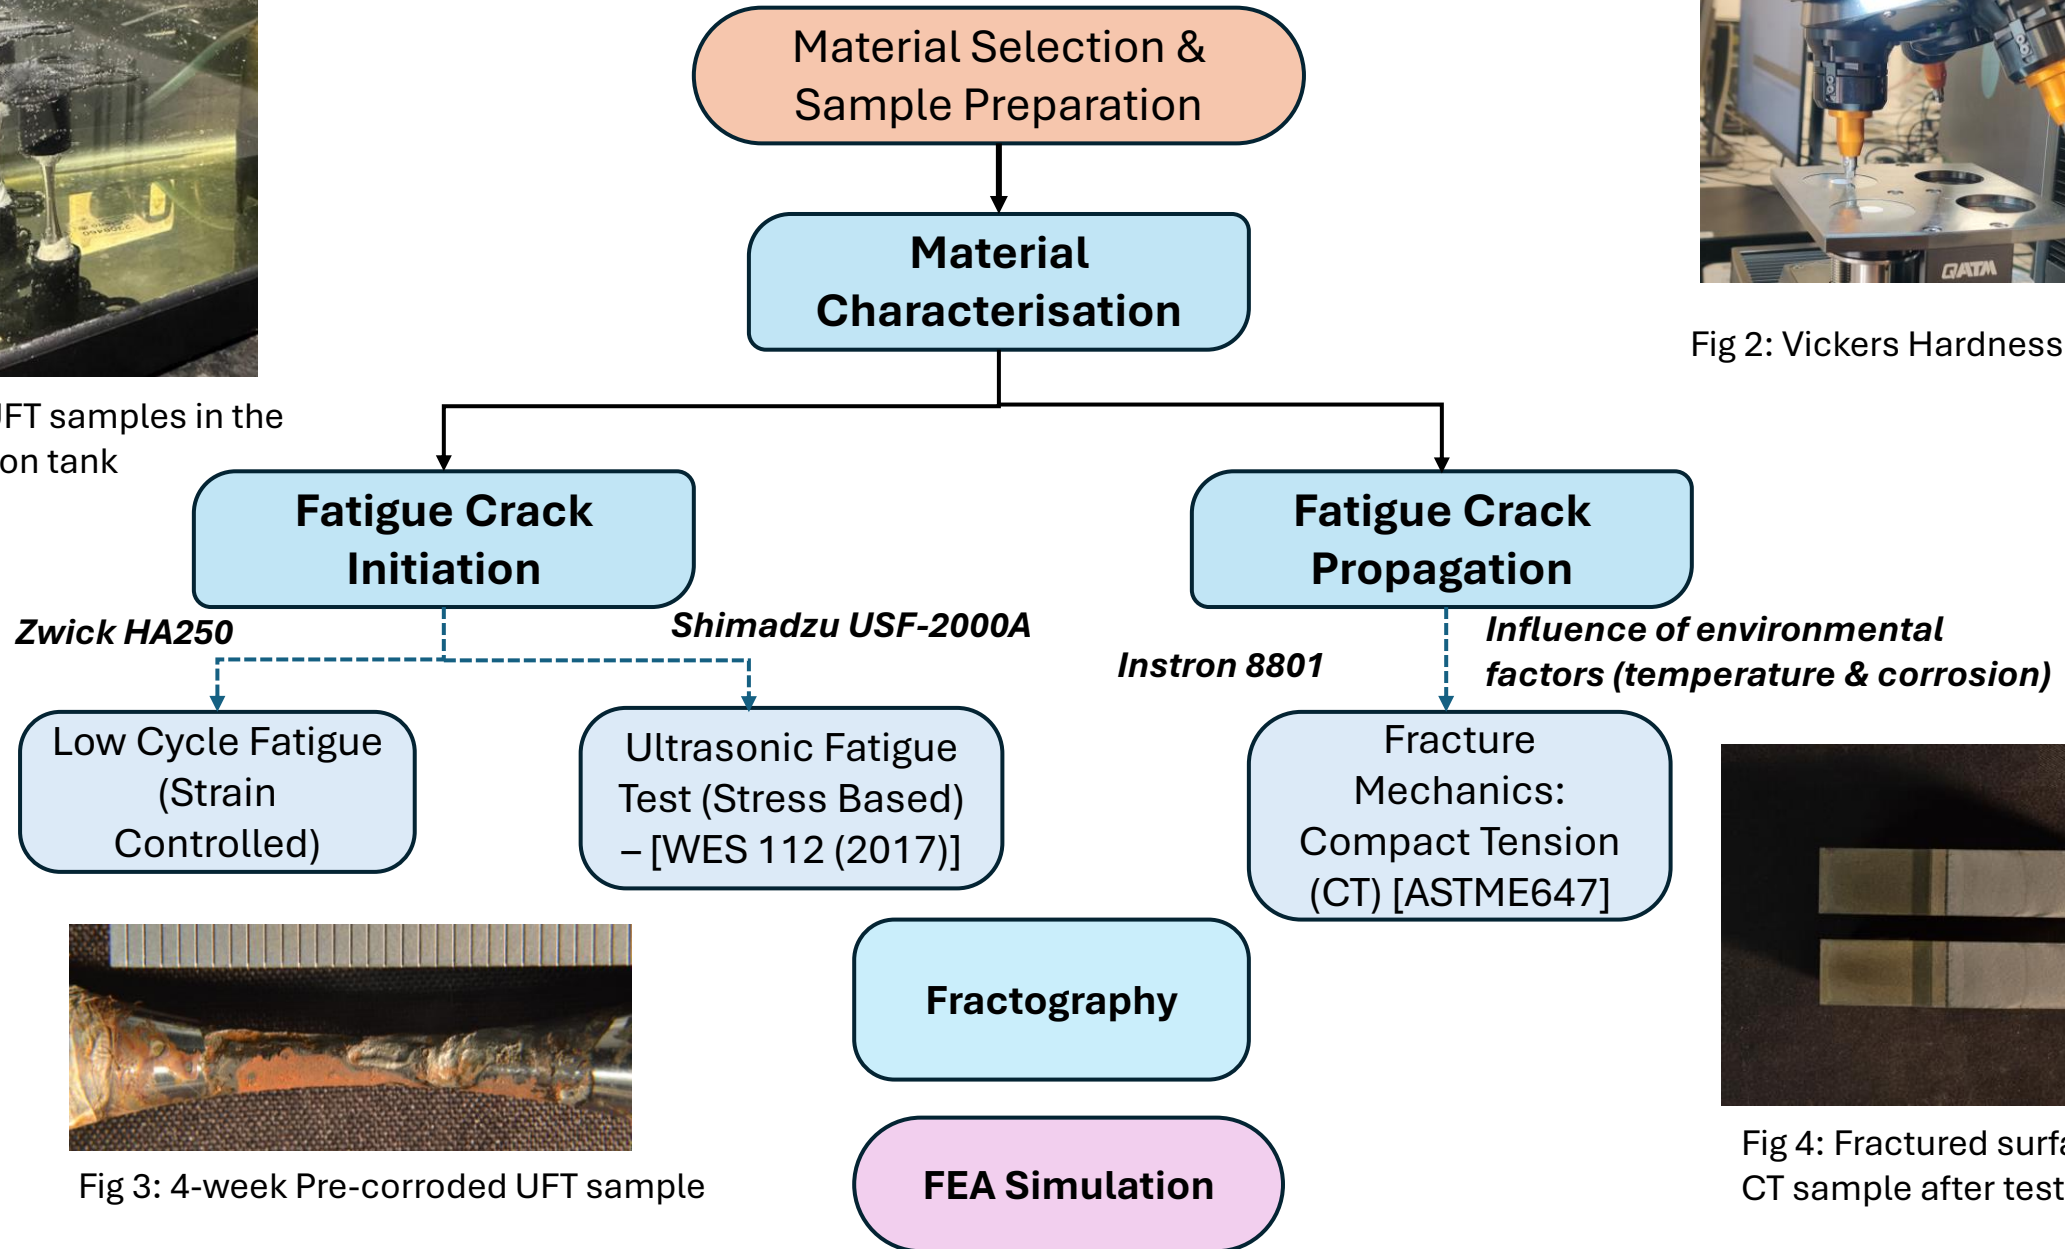 Material Selection &
Sample Preparation
Material
Characterisation
QATM
Fig 2: Vickers Hardness
UFT samples in the
on tank
Fatigue Crack
Initiation
Fatigue Crack
Propagation
Zwick HA250
Shimadzu USF-2000A
Instron 8801
Influence of environmental
factors (temperature & corrosion)
Low Cycle Fatigue
(Strain
Controlled)
Ultrasonic Fatigue
Test (Stress Based)
– [WES 112 (2017)]
Fracture
Mechanics:
Compact Tension
(CT) [ASTME647]
Fractography
Fig 3: 4-week Pre-corroded UFT sample
FEA Simulation
Fig 4: Fractured surfa
CT sample after test